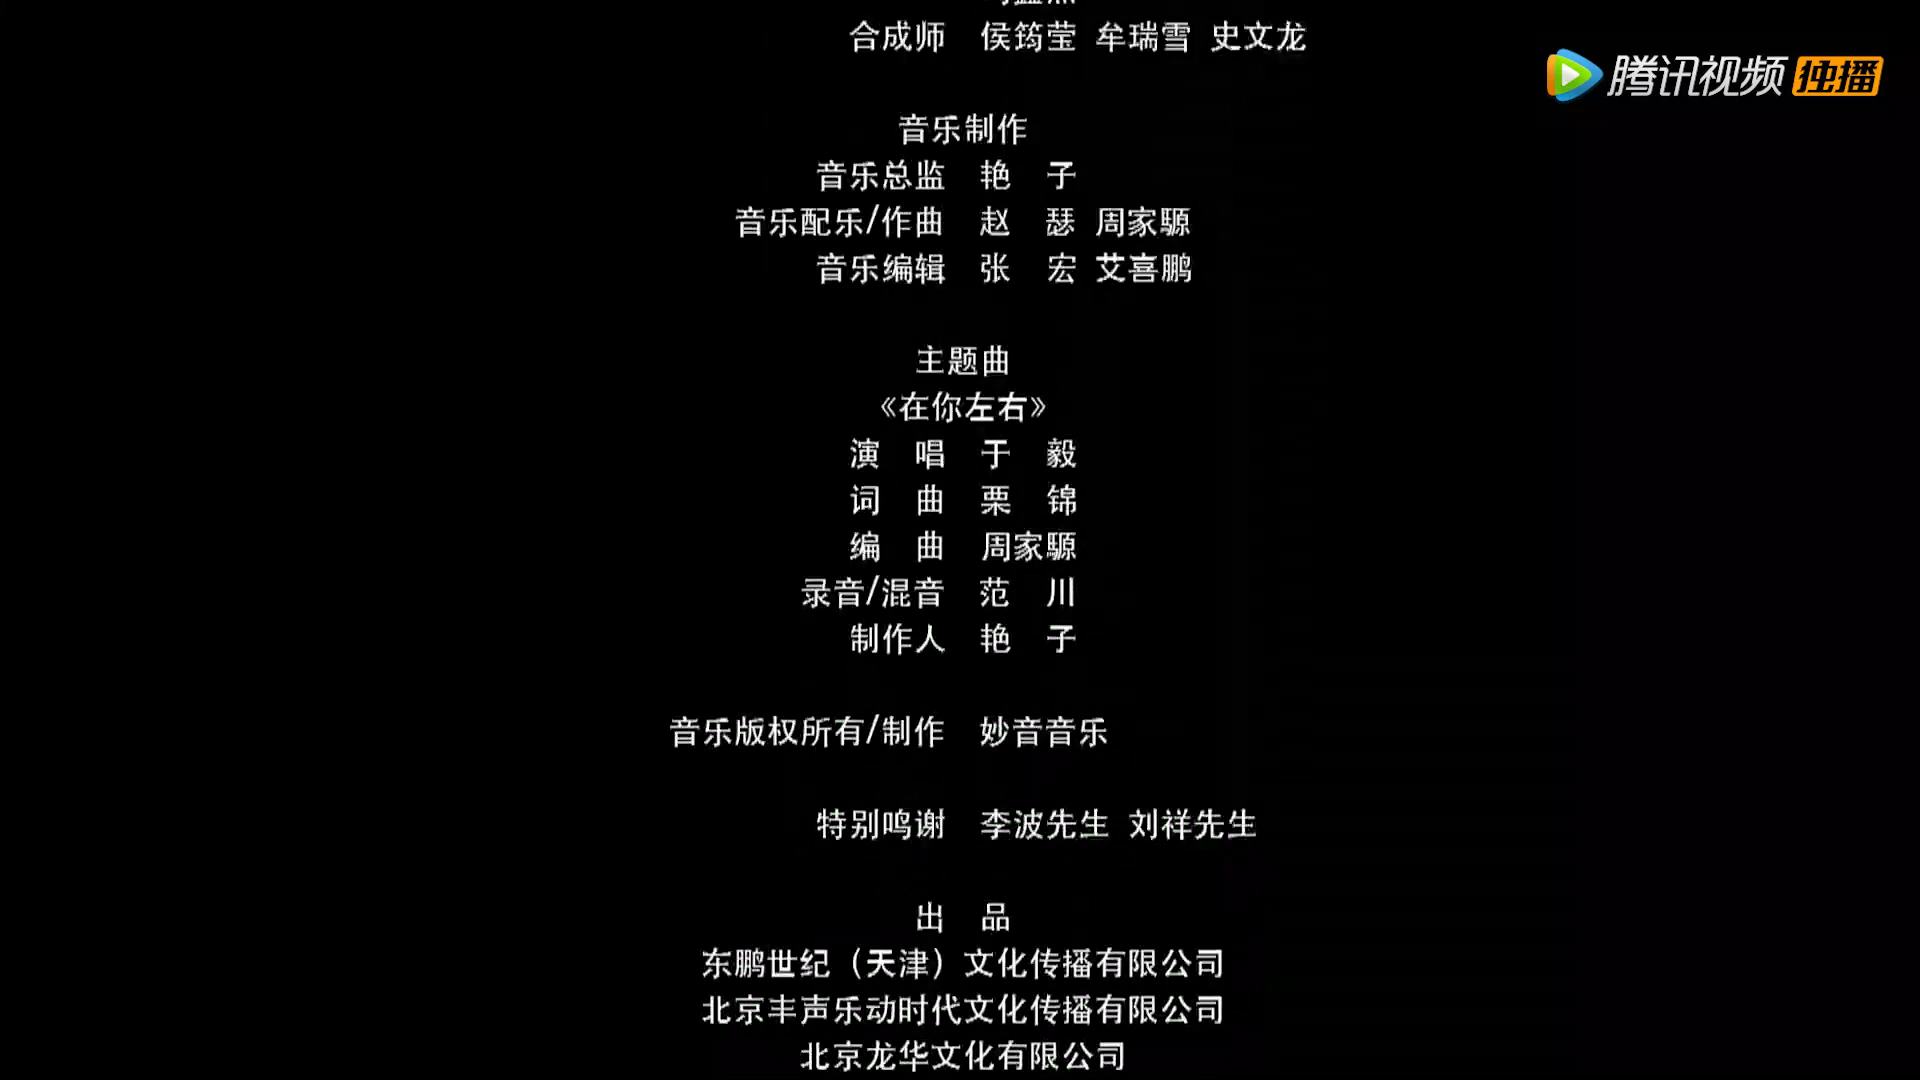 合成师 侯筠莹 牟瑞雪 史文龙
腾讯视频 独播
音乐制作
音乐总监 艳 子
音乐配乐/作曲 赵 瑟 周家騵
音乐编辑 张 宏 艾喜鹏
主题曲
《在你左右》
演 唱 于 毅
词 曲 栗 锦
编 曲 周家騵
录音/混音 范 川
制作人 艳 子
音乐版权所有/制作 妙音音乐
特别鸣谢 李波先生 刘祥先生
出 品
东鹏世纪（天津）文化传播有限公司
北京丰声乐动时代文化传播有限公司
北京龙华文化有限公司